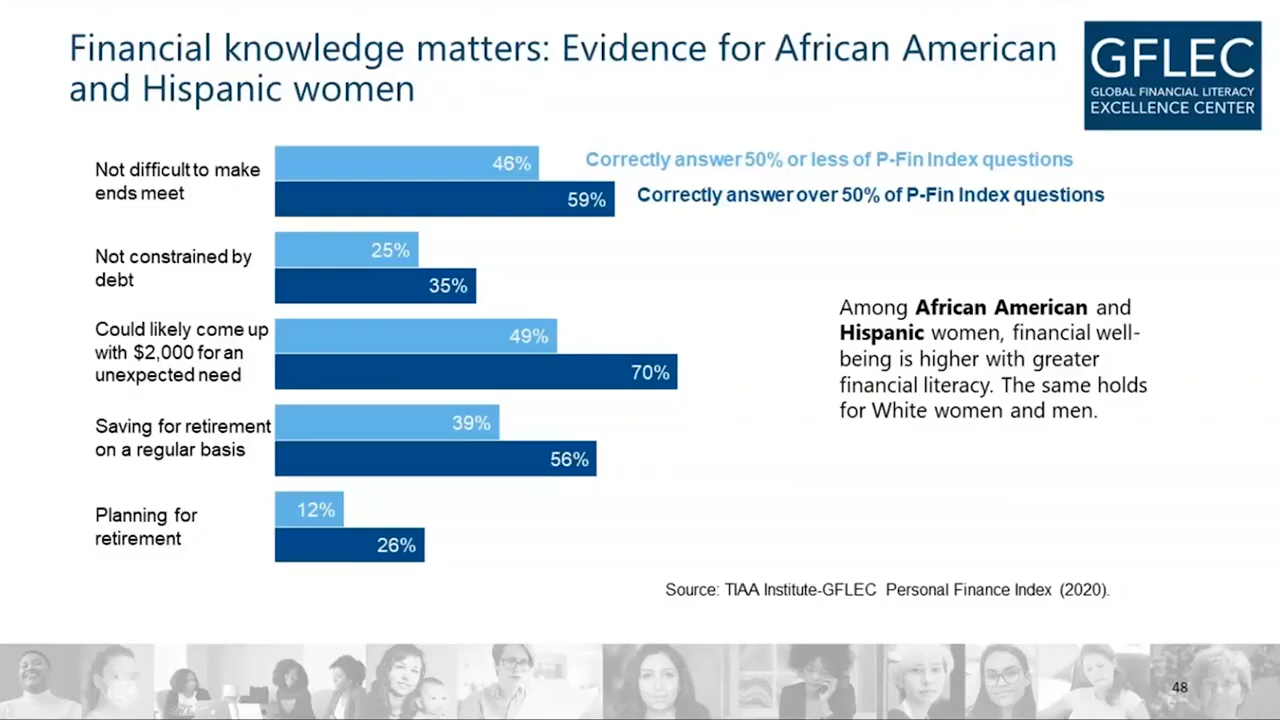 Financial knowledge matters: Evidence for African American
and Hispanic women
GFLEC
GLOBAL FINANCIAL LITERACY
EXCELLENCE CENTER
Not difficult to make
ends meet
46%
59%
Correctly answer 50% or less of P-Fin Index questions
Correctly answer over 50% of P-Fin Index questions
Not constrained by
debt
25%
35%
Could likely come up
with $2,000 for an
unexpected need
49%
70%
Saving for retirement
on a regular basis
39%
56%
Planning for
retirement
12%
26%
Among African American and
Hispanic women, financial well-
being is higher with greater
financial literacy. The same holds
for White women and men.
Source: TIAA Institute-GFLEC Personal Finance Index (2020).
48